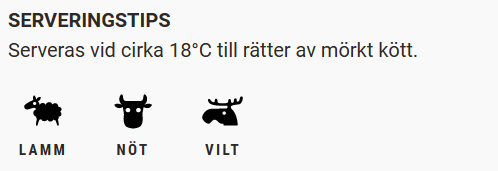 SERVERINGSTIPS
Serveras vid cirka 18°C till rätter av mörkt kött.
LAMM NÖT VILT